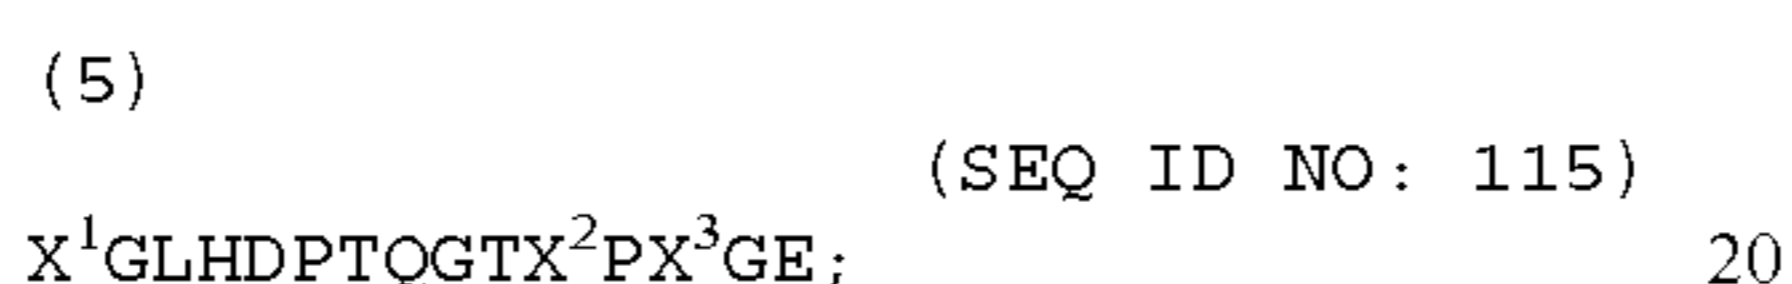 (5)
(SEQ ID NO: 115)
X¹GLHDPTQGTX²PX³GE; 20